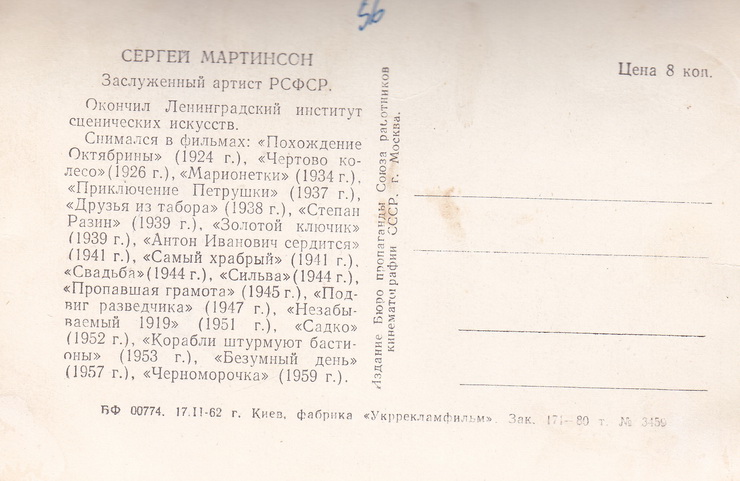 56
СЕРГЕЙ МАРТИНСОН
Заслуженный артист РСФСР.
Окончил Ленинградский институт
сценических искусств.
Снимался в фильмах: «Похождение
Октябрины» (1924 г.), «Чертово ко-
лесо» (1926 г.), «Марионетки» (1934 г.),
«Приключение Петрушки» (1937 г.),
«Друзья из табора» (1938 г.), «Степан
Разин» (1939 г.), «Золотой ключик»
(1939 г.), «Антон Иванович сердится»
(1941 г.), «Самый храбрый» (1941 г.),
«Свадьба» (1944 г.), «Сильва» (1944 г.),
«Пропавшая грамота» (1945 г.), «Под-
виг разведчика» (1947 г.), «Незабы-
ваемый 1919» (1951 г.), «Садко»
(1952 г.), «Корабли штурмуют басти-
оны» (1953 г.), «Безумный день»
(1957 г.), «Черноморочка» (1959 г.).
Издание Бюро пропаганды Союза работников
кинематографии СССР. г. Москва.
Цена 8 коп.
БФ 00774. 17.II-62 г. Киев, фабрика «Укррекламфильм». Зак. 171—80 т. № 3459